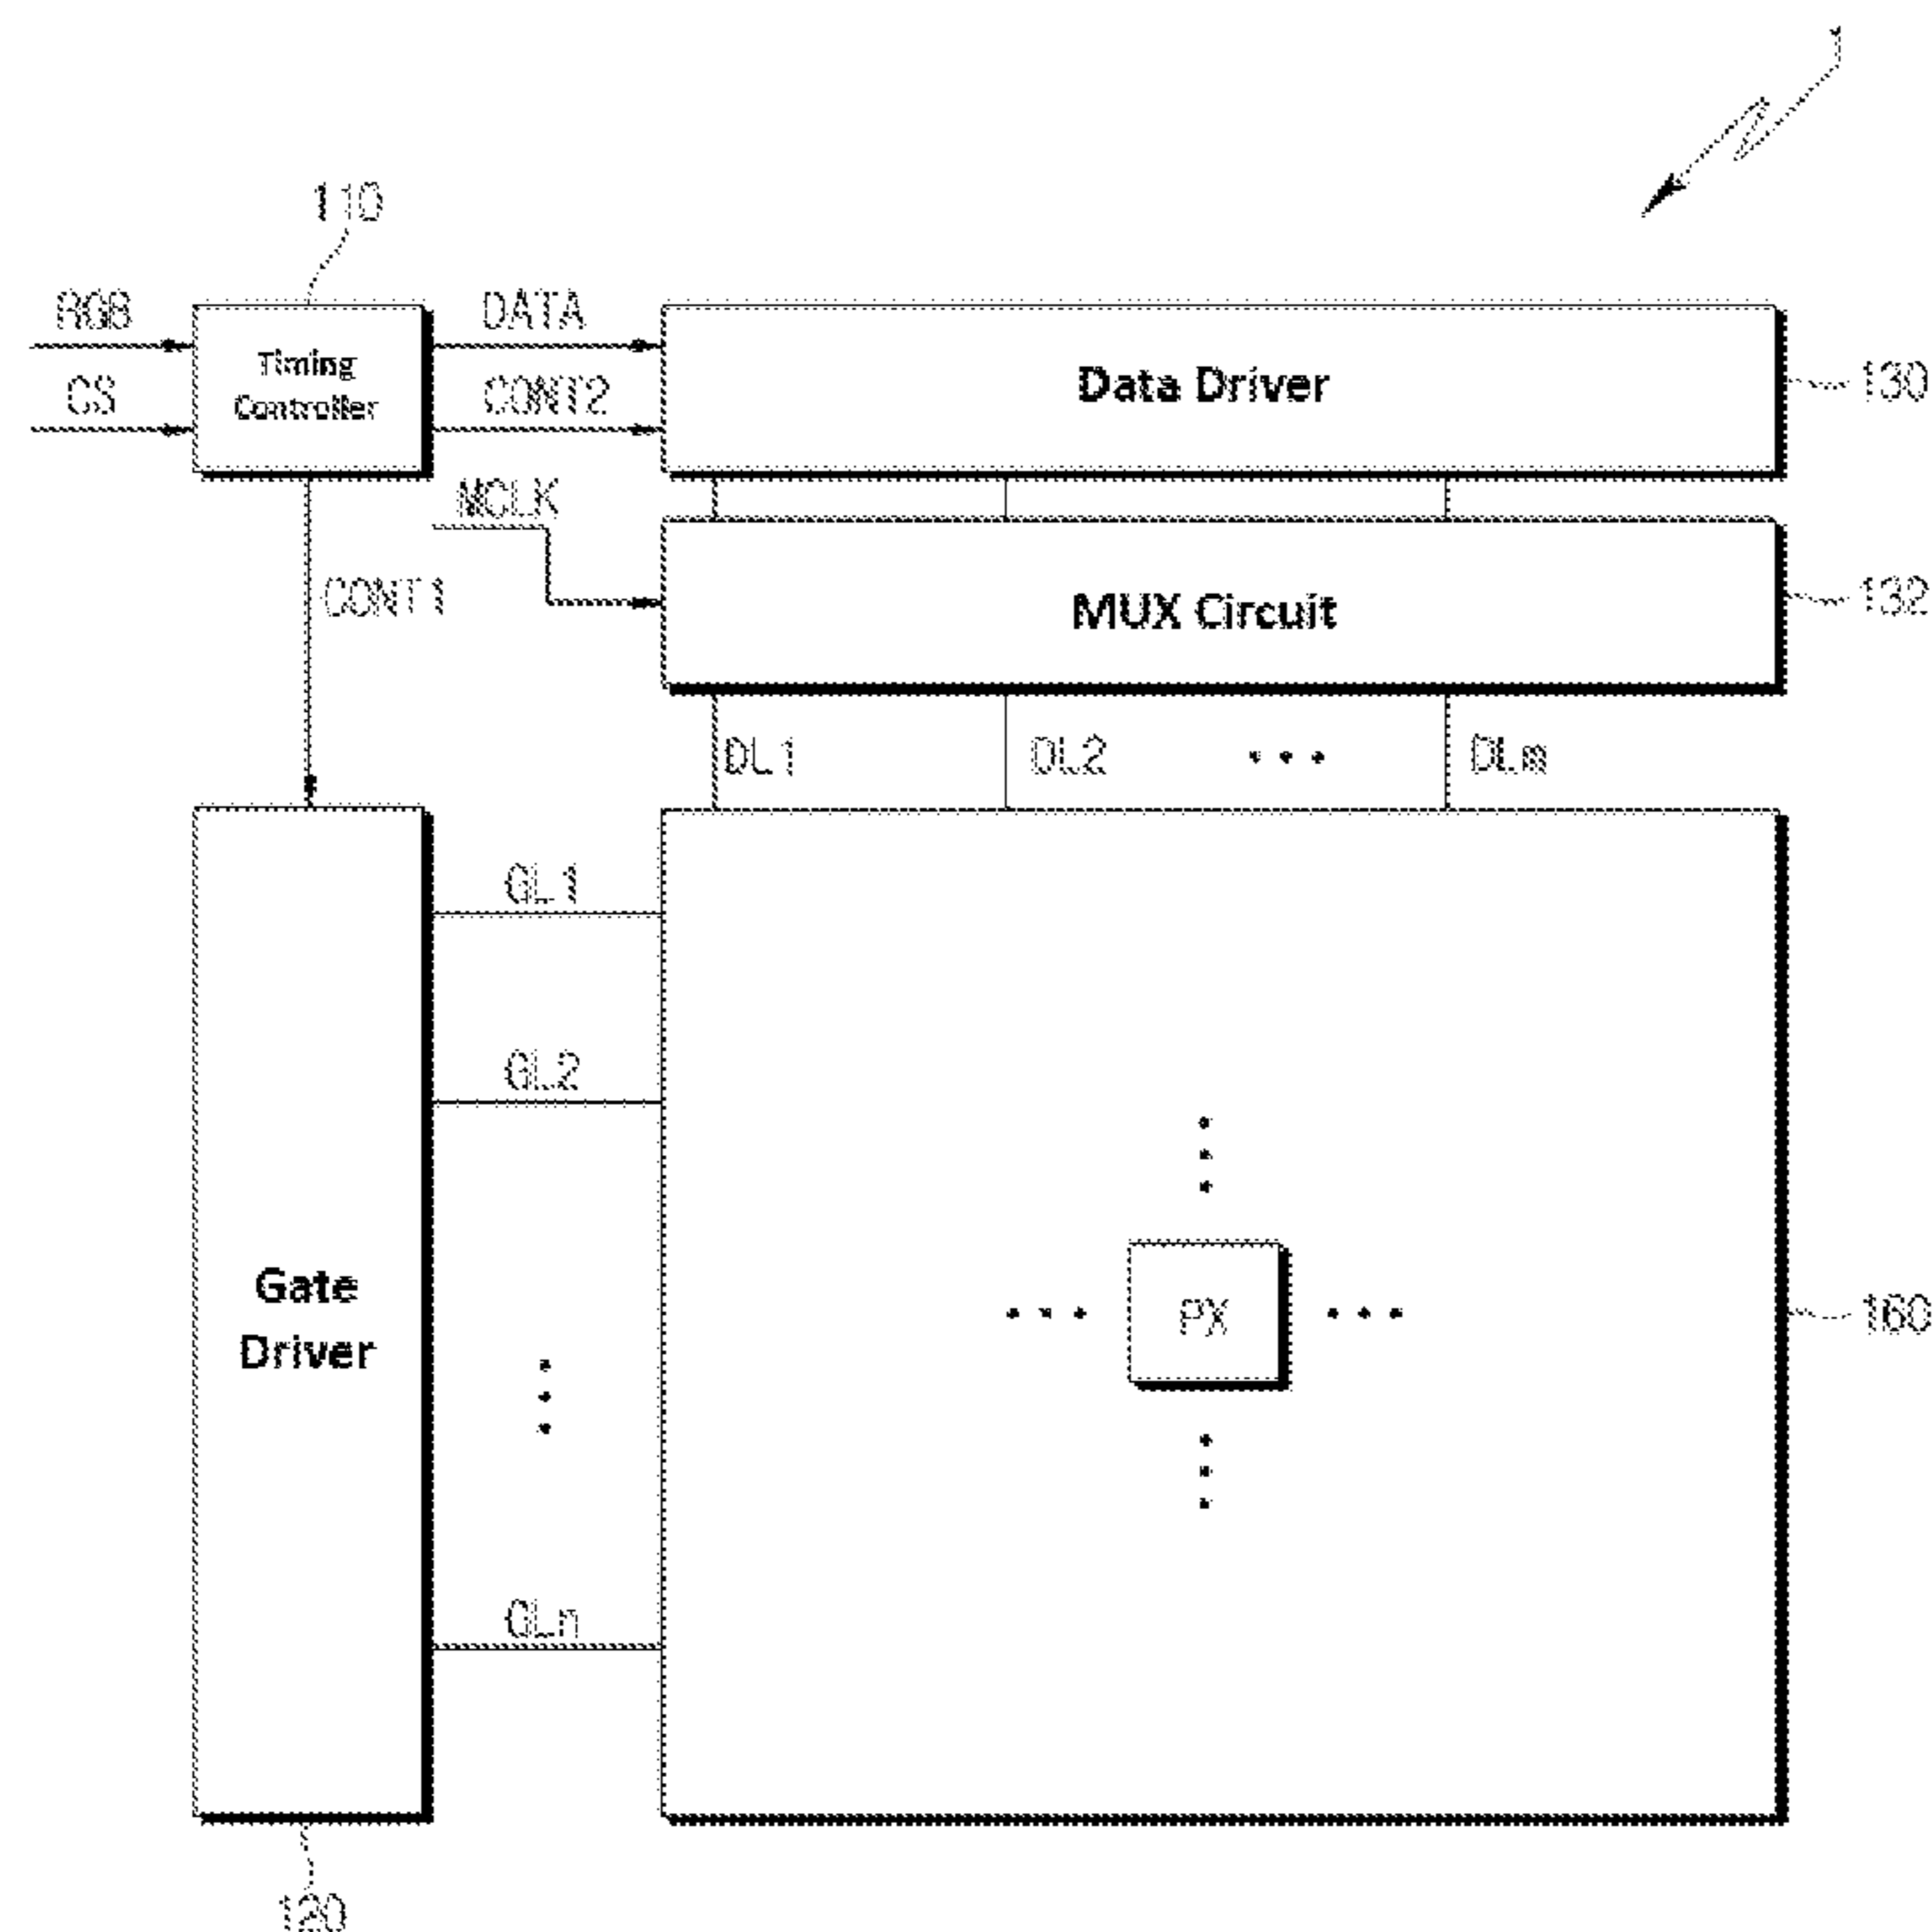 1
110
RGB
DATA
Timing
Controller
Data Driver
130
CS
CONT2
MCLK
CONT1
MUX Circuit
132
DL1
DL2
DLm
GL1
GL2
Gate
Driver
PX
160
GLn
120